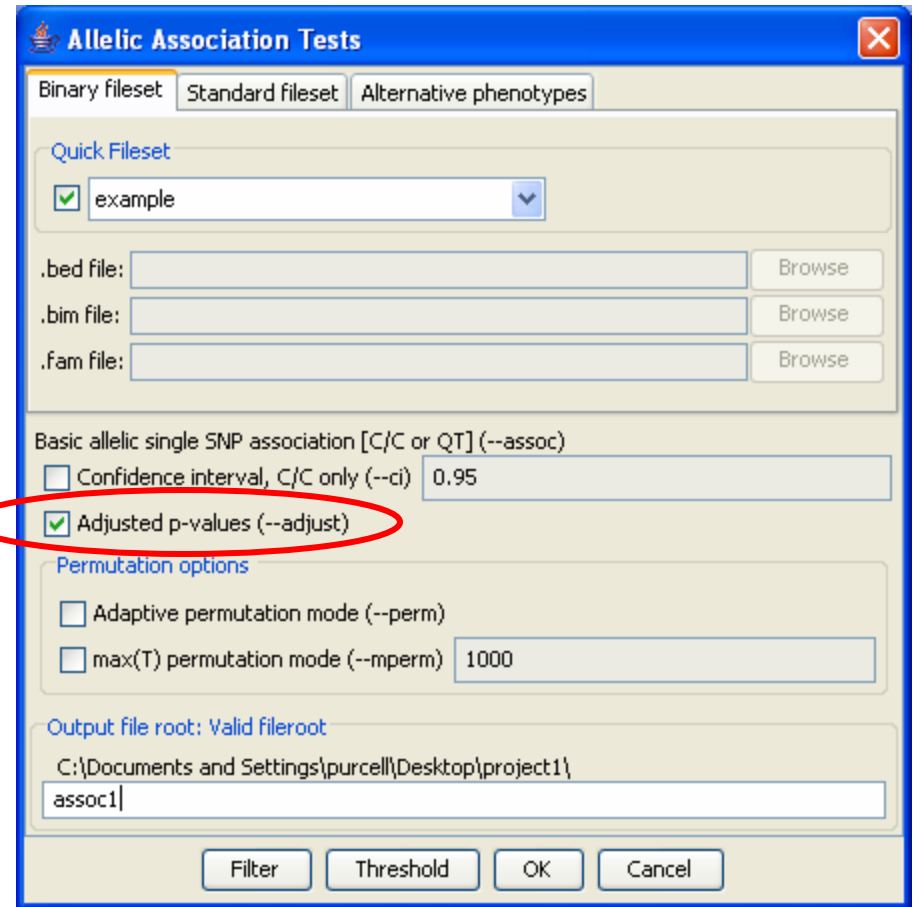 Allelic Association Tests
Binary fileset Standard fileset Alternative phenotypes
Quick Fileset
example
.bed file: Browse
.bim file: Browse
.fam file: Browse
Basic allelic single SNP association [C/C or QT] (--assoc)
Confidence interval, C/C only (--ci) 0.95
Adjusted p-values (--adjust)
Permutation options
Adaptive permutation mode (--perm)
max(T) permutation mode (--mperm) 1000
Output file root: Valid fileroot
C:\Documents and Settings\purcell\Desktop\project1\
assoc1
Filter Threshold OK Cancel